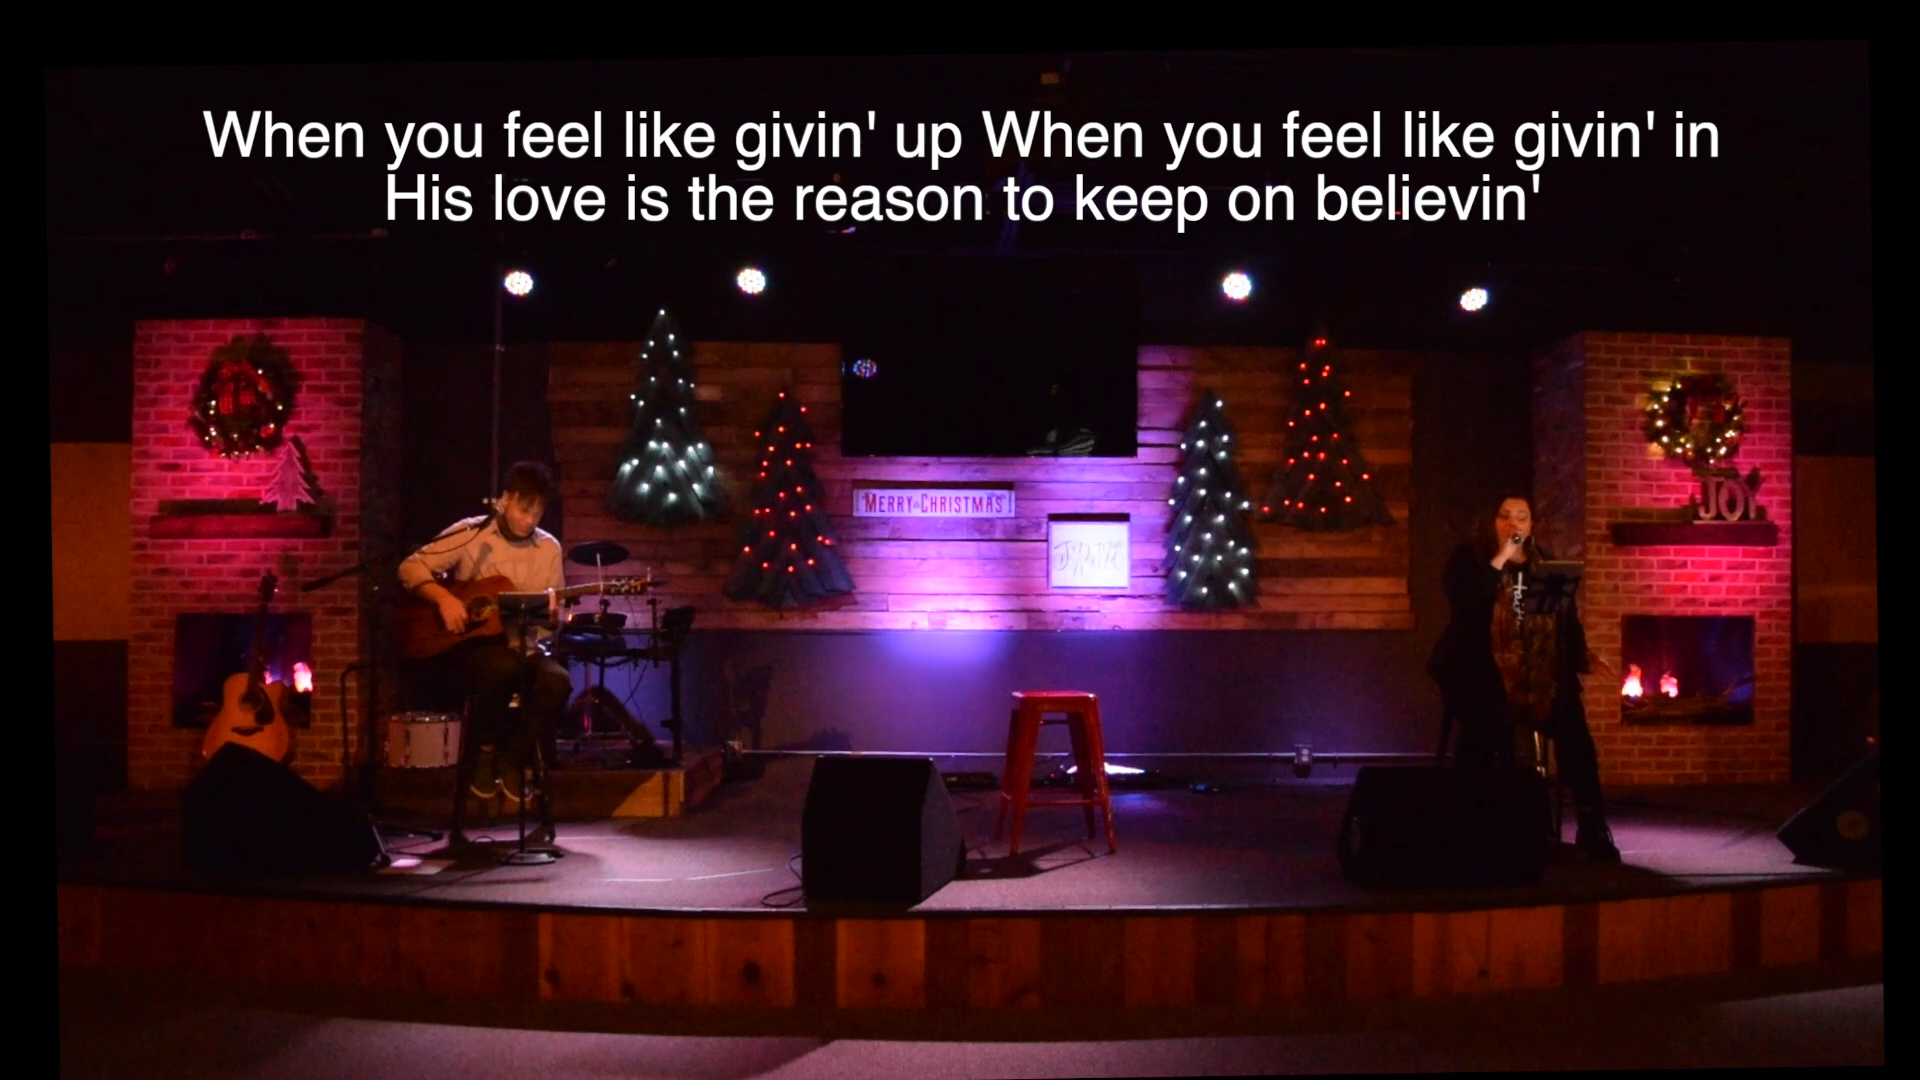 When you feel like givin' up When you feel like givin' in
His love is the reason to keep on believin'
MERRY CHRISTMAS
JOY